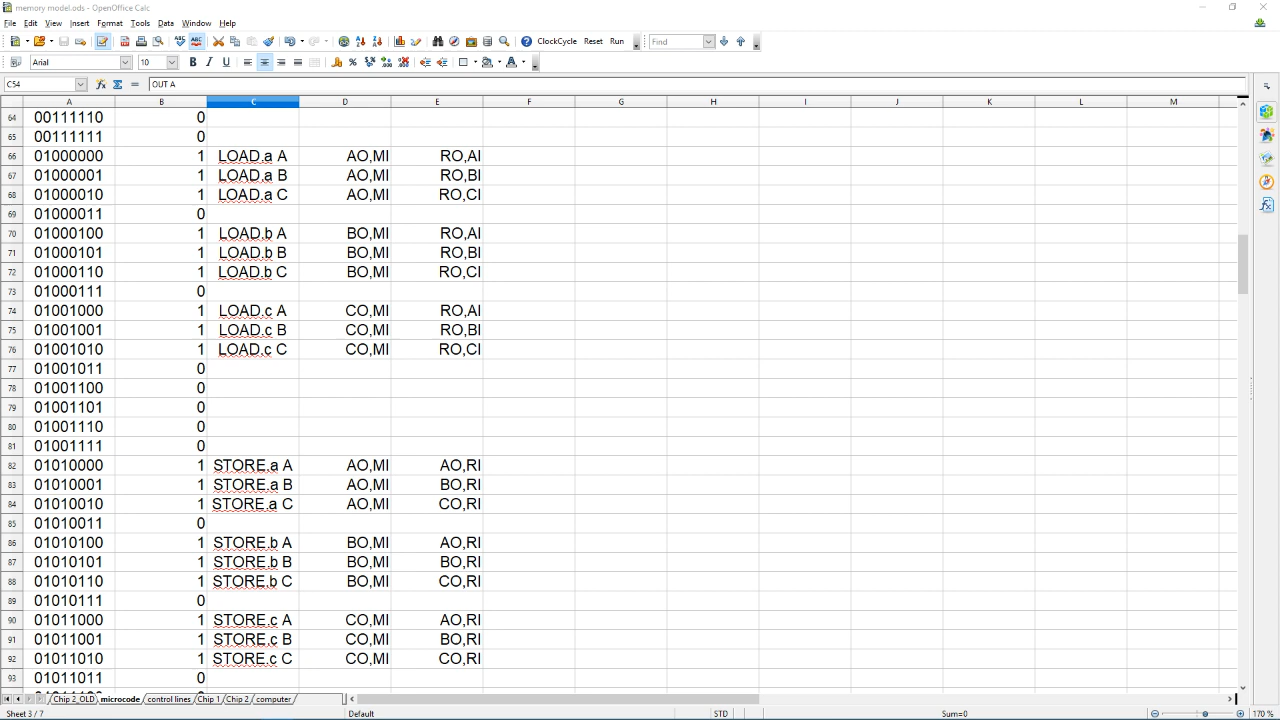 memory model.ods - OpenOffice Calc
File Edit View Insert Format Tools Data Window Help
ClockCycle Reset Run Find
Arial 10 B I U
C54 OUT A
A B C D E F G H I J K L M
64 00111110 0
65 00111111 0
66 01000000 1 LOAD.a A AO,MI RO,AI
67 01000001 1 LOAD.a B AO,MI RO,BI
68 01000010 1 LOAD.a C AO,MI RO,CI
69 01000011 0
70 01000100 1 LOAD.b A BO,MI RO,AI
71 01000101 1 LOAD.b B BO,MI RO,BI
72 01000110 1 LOAD.b C BO,MI RO,CI
73 01000111 0
74 01001000 1 LOAD.c A CO,MI RO,AI
75 01001001 1 LOAD.c B CO,MI RO,BI
76 01001010 1 LOAD.c C CO,MI RO,CI
77 01001011 0
78 01001100 0
79 01001101 0
80 01001110 0
81 01001111 0
82 01010000 1 STORE.a A AO,MI AO,RI
83 01010001 1 STORE.a B AO,MI BO,RI
84 01010010 1 STORE.a C AO,MI CO,RI
85 01010011 0
86 01010100 1 STORE.b A BO,MI AO,RI
87 01010101 1 STORE.b B BO,MI BO,RI
88 01010110 1 STORE.b C BO,MI CO,RI
89 01010111 0
90 01011000 1 STORE.c A CO,MI AO,RI
91 01011001 1 STORE.c B CO,MI BO,RI
92 01011010 1 STORE.c C CO,MI CO,RI
93 01011011 0
Chip 2_OLD microcode control lines Chip 1 Chip 2 computer
Sheet 3 / 7 Default STD Sum=0 170 %